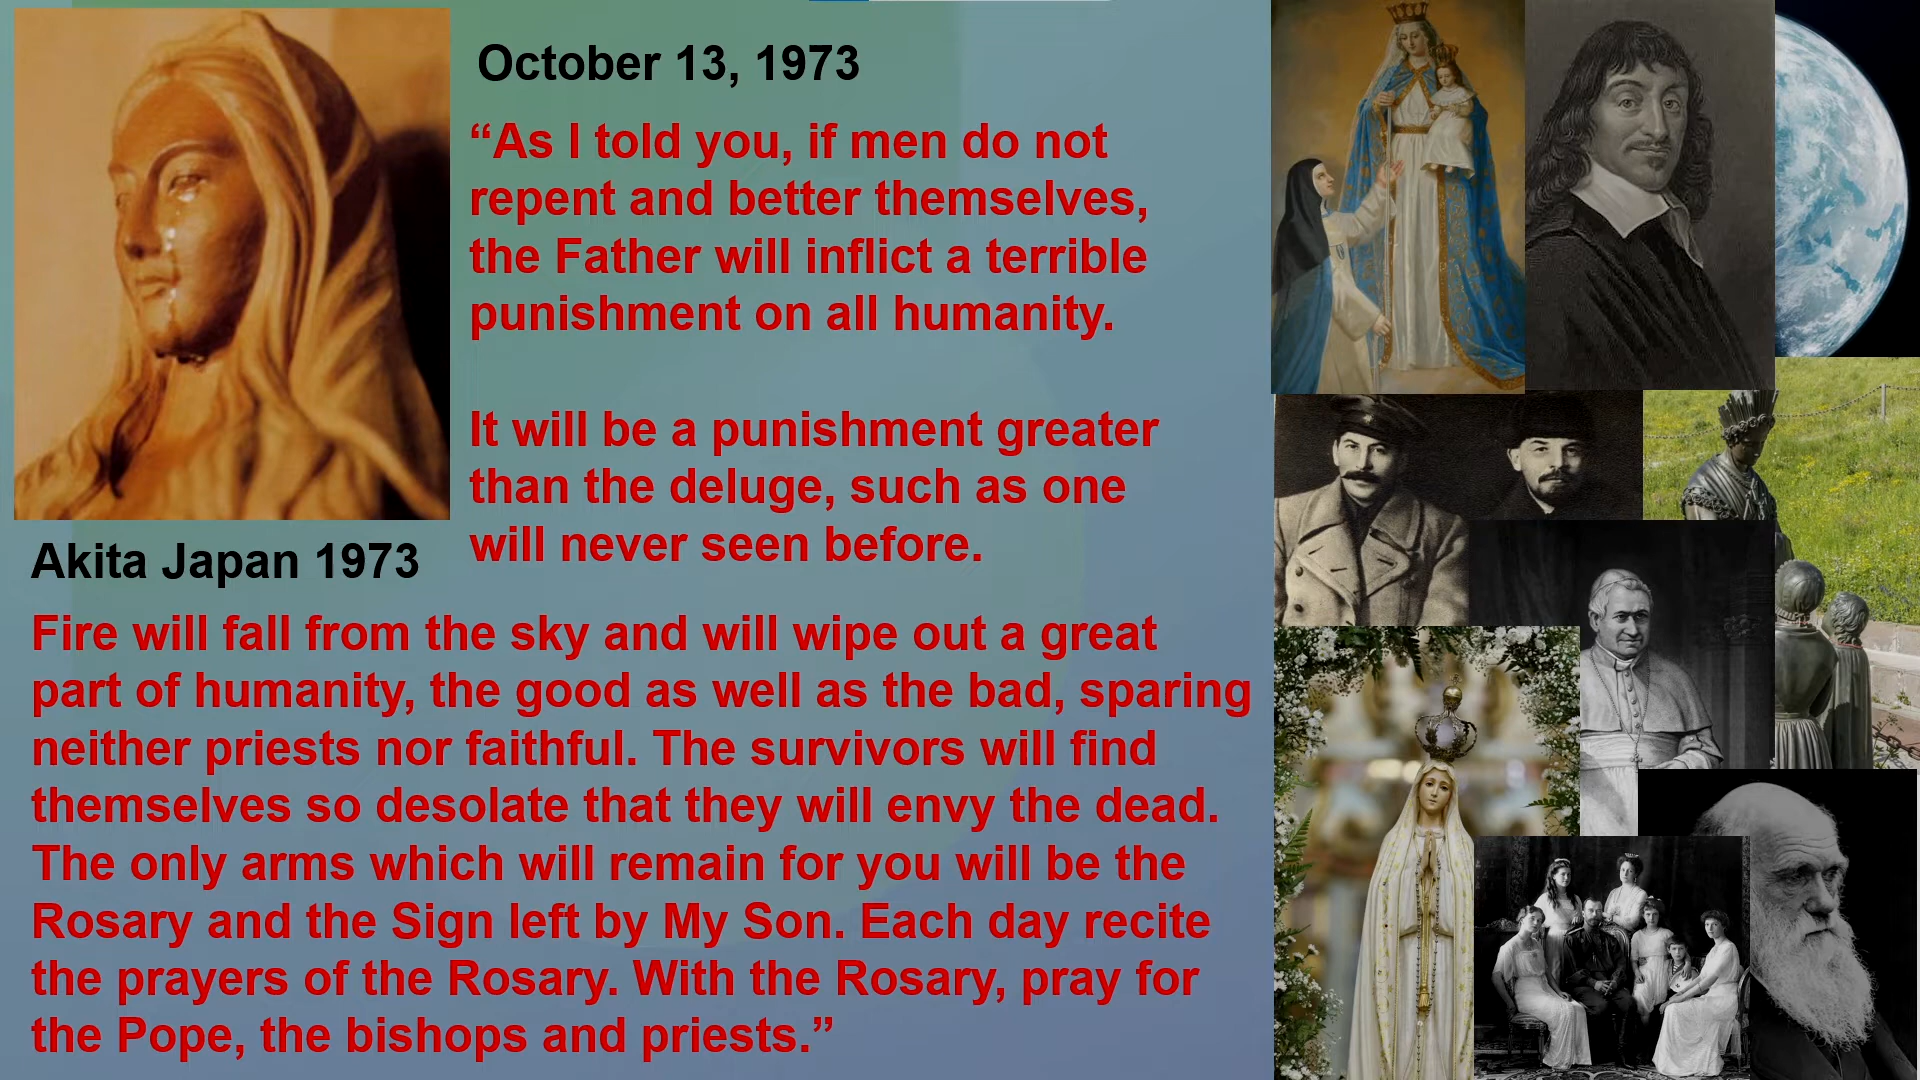 October 13, 1973
“As I told you, if men do not
repent and better themselves,
the Father will inflict a terrible
punishment on all humanity.
It will be a punishment greater
than the deluge, such as one
will never seen before.
Akita Japan 1973
Fire will fall from the sky and will wipe out a great
part of humanity, the good as well as the bad, sparing
neither priests nor faithful. The survivors will find
themselves so desolate that they will envy the dead.
The only arms which will remain for you will be the
Rosary and the Sign left by My Son. Each day recite
the prayers of the Rosary. With the Rosary, pray for
the Pope, the bishops and priests.”